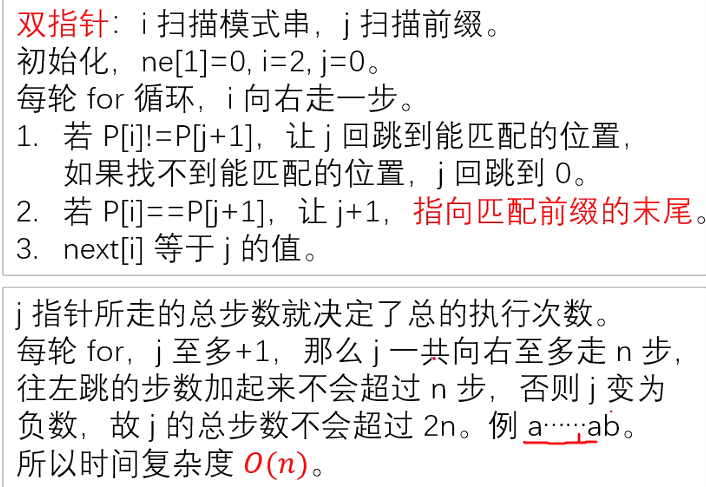 双指针：i 扫描模式串，j 扫描前缀。
初始化，ne[1]=0, i=2, j=0。
每轮 for 循环，i 向右走一步。
1. 若 P[i]!=P[j+1]，让 j 回跳到能匹配的位置，
如果找不到能匹配的位置，j 回跳到 0。
2. 若 P[i]==P[j+1]，让 j+1，指向匹配前缀的末尾。
3. next[i] 等于 j 的值。
j 指针所走的总步数就决定了总的执行次数。
每轮 for，j 至多+1，那么 j 一共向右至多走 n 步，
往左跳的步数加起来不会超过 n 步，否则 j 变为
负数，故 j 的总步数不会超过 2n。例 a……ab。
所以时间复杂度 O(n)。